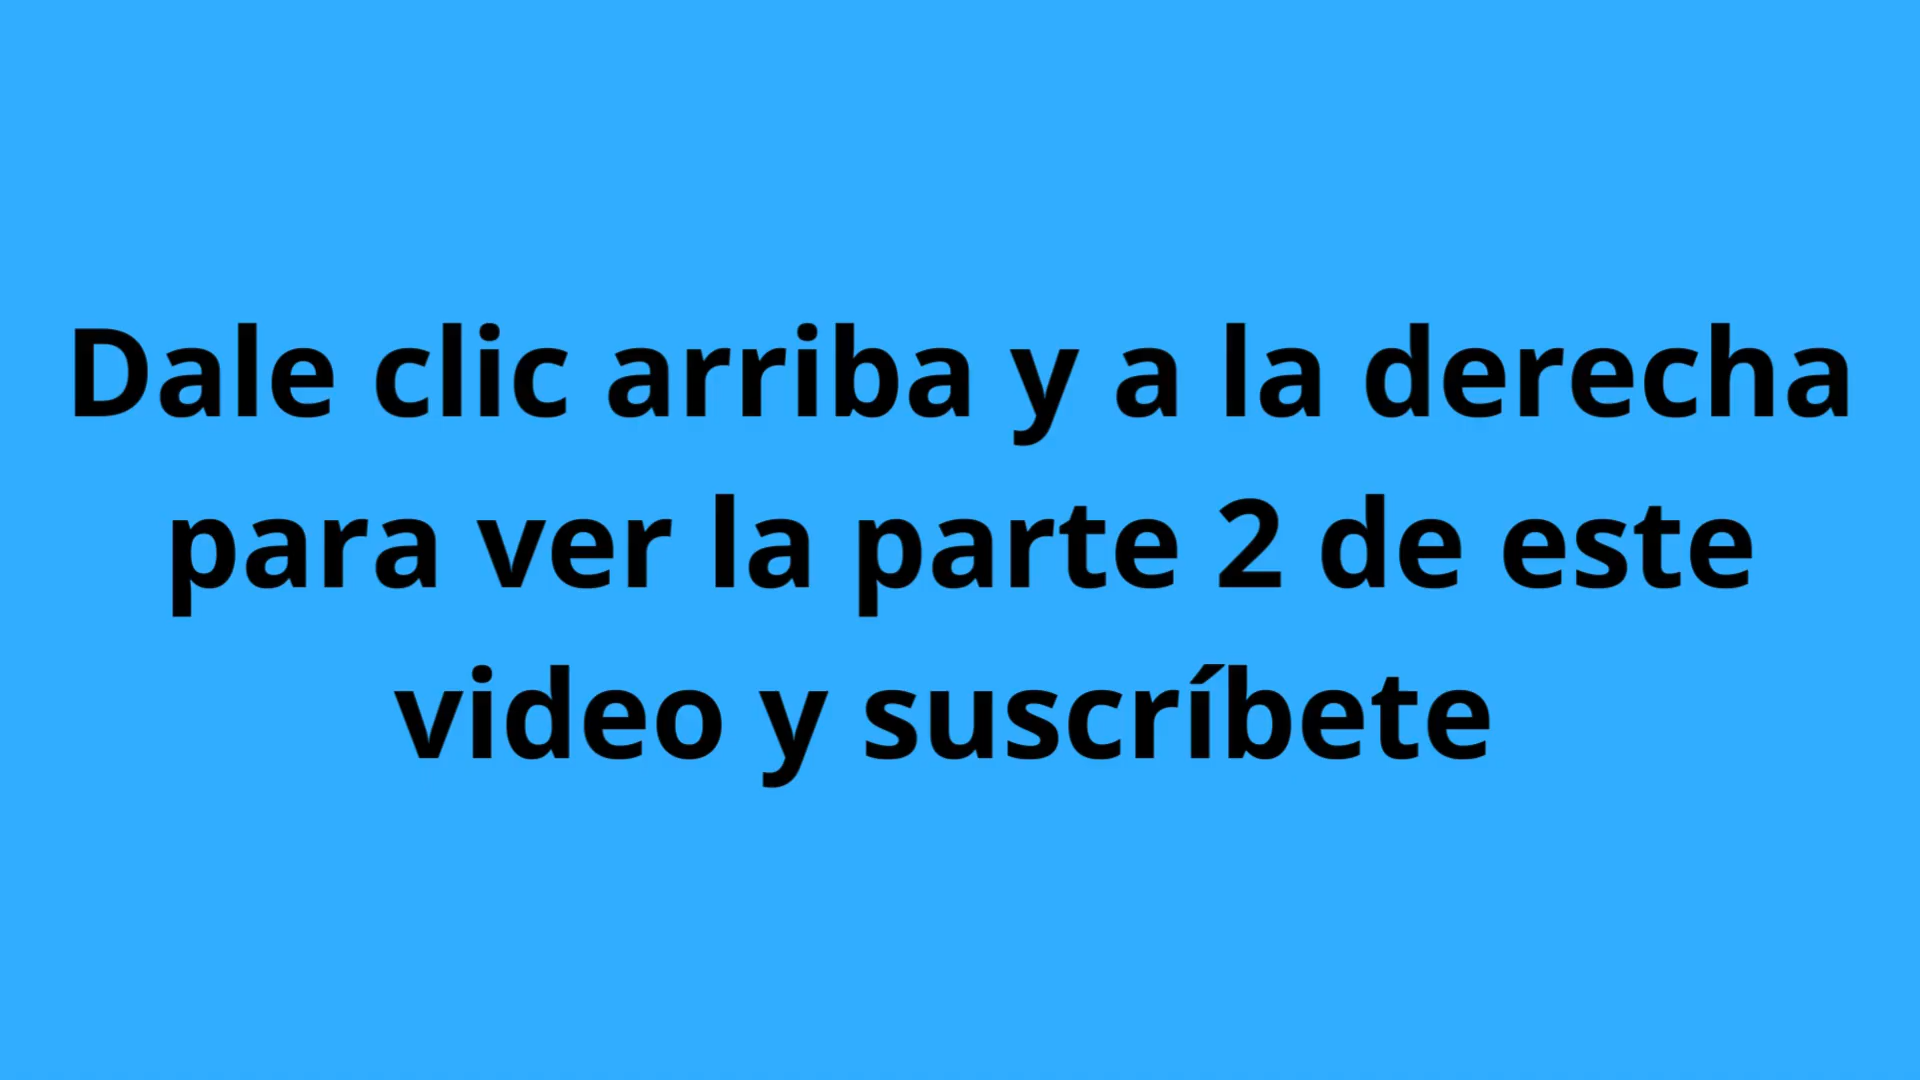 Dale clic arriba y a la derecha
para ver la parte 2 de este
video y suscríbete